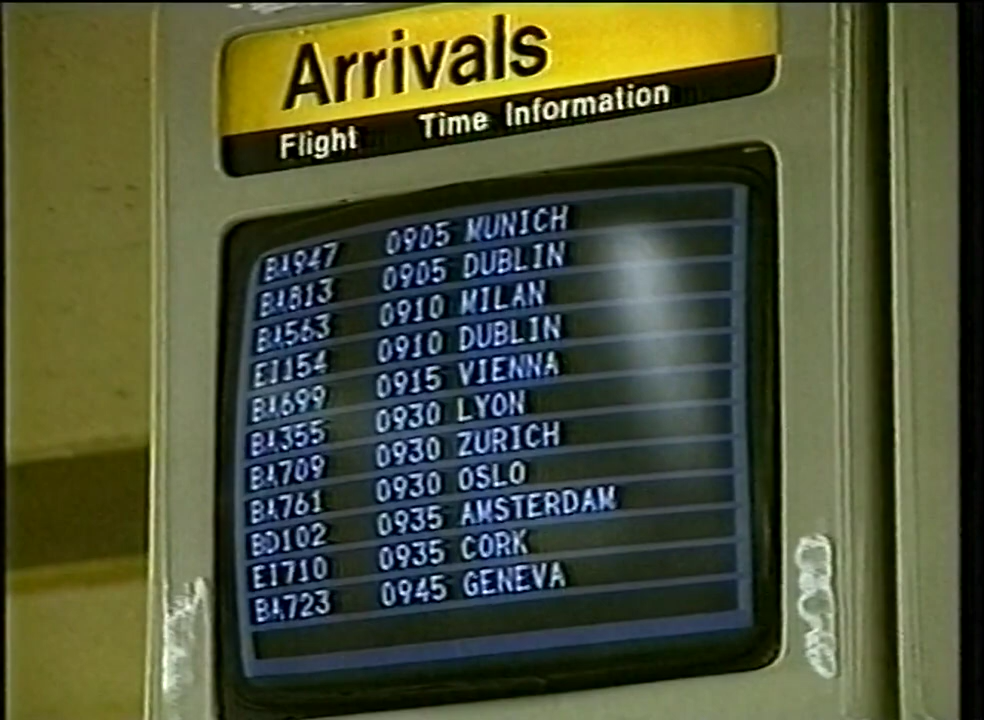 Arrivals
Flight Time Information
BA947 0905 MUNICH
BA813 0905 DUBLIN
BA563 0910 MILAN
EI154 0910 DUBLIN
BA699 0915 VIENNA
BA355 0930 LYON
BA709 0930 ZURICH
BA761 0930 OSLO
BD102 0935 AMSTERDAM
EI710 0935 CORK
BA723 0945 GENEVA